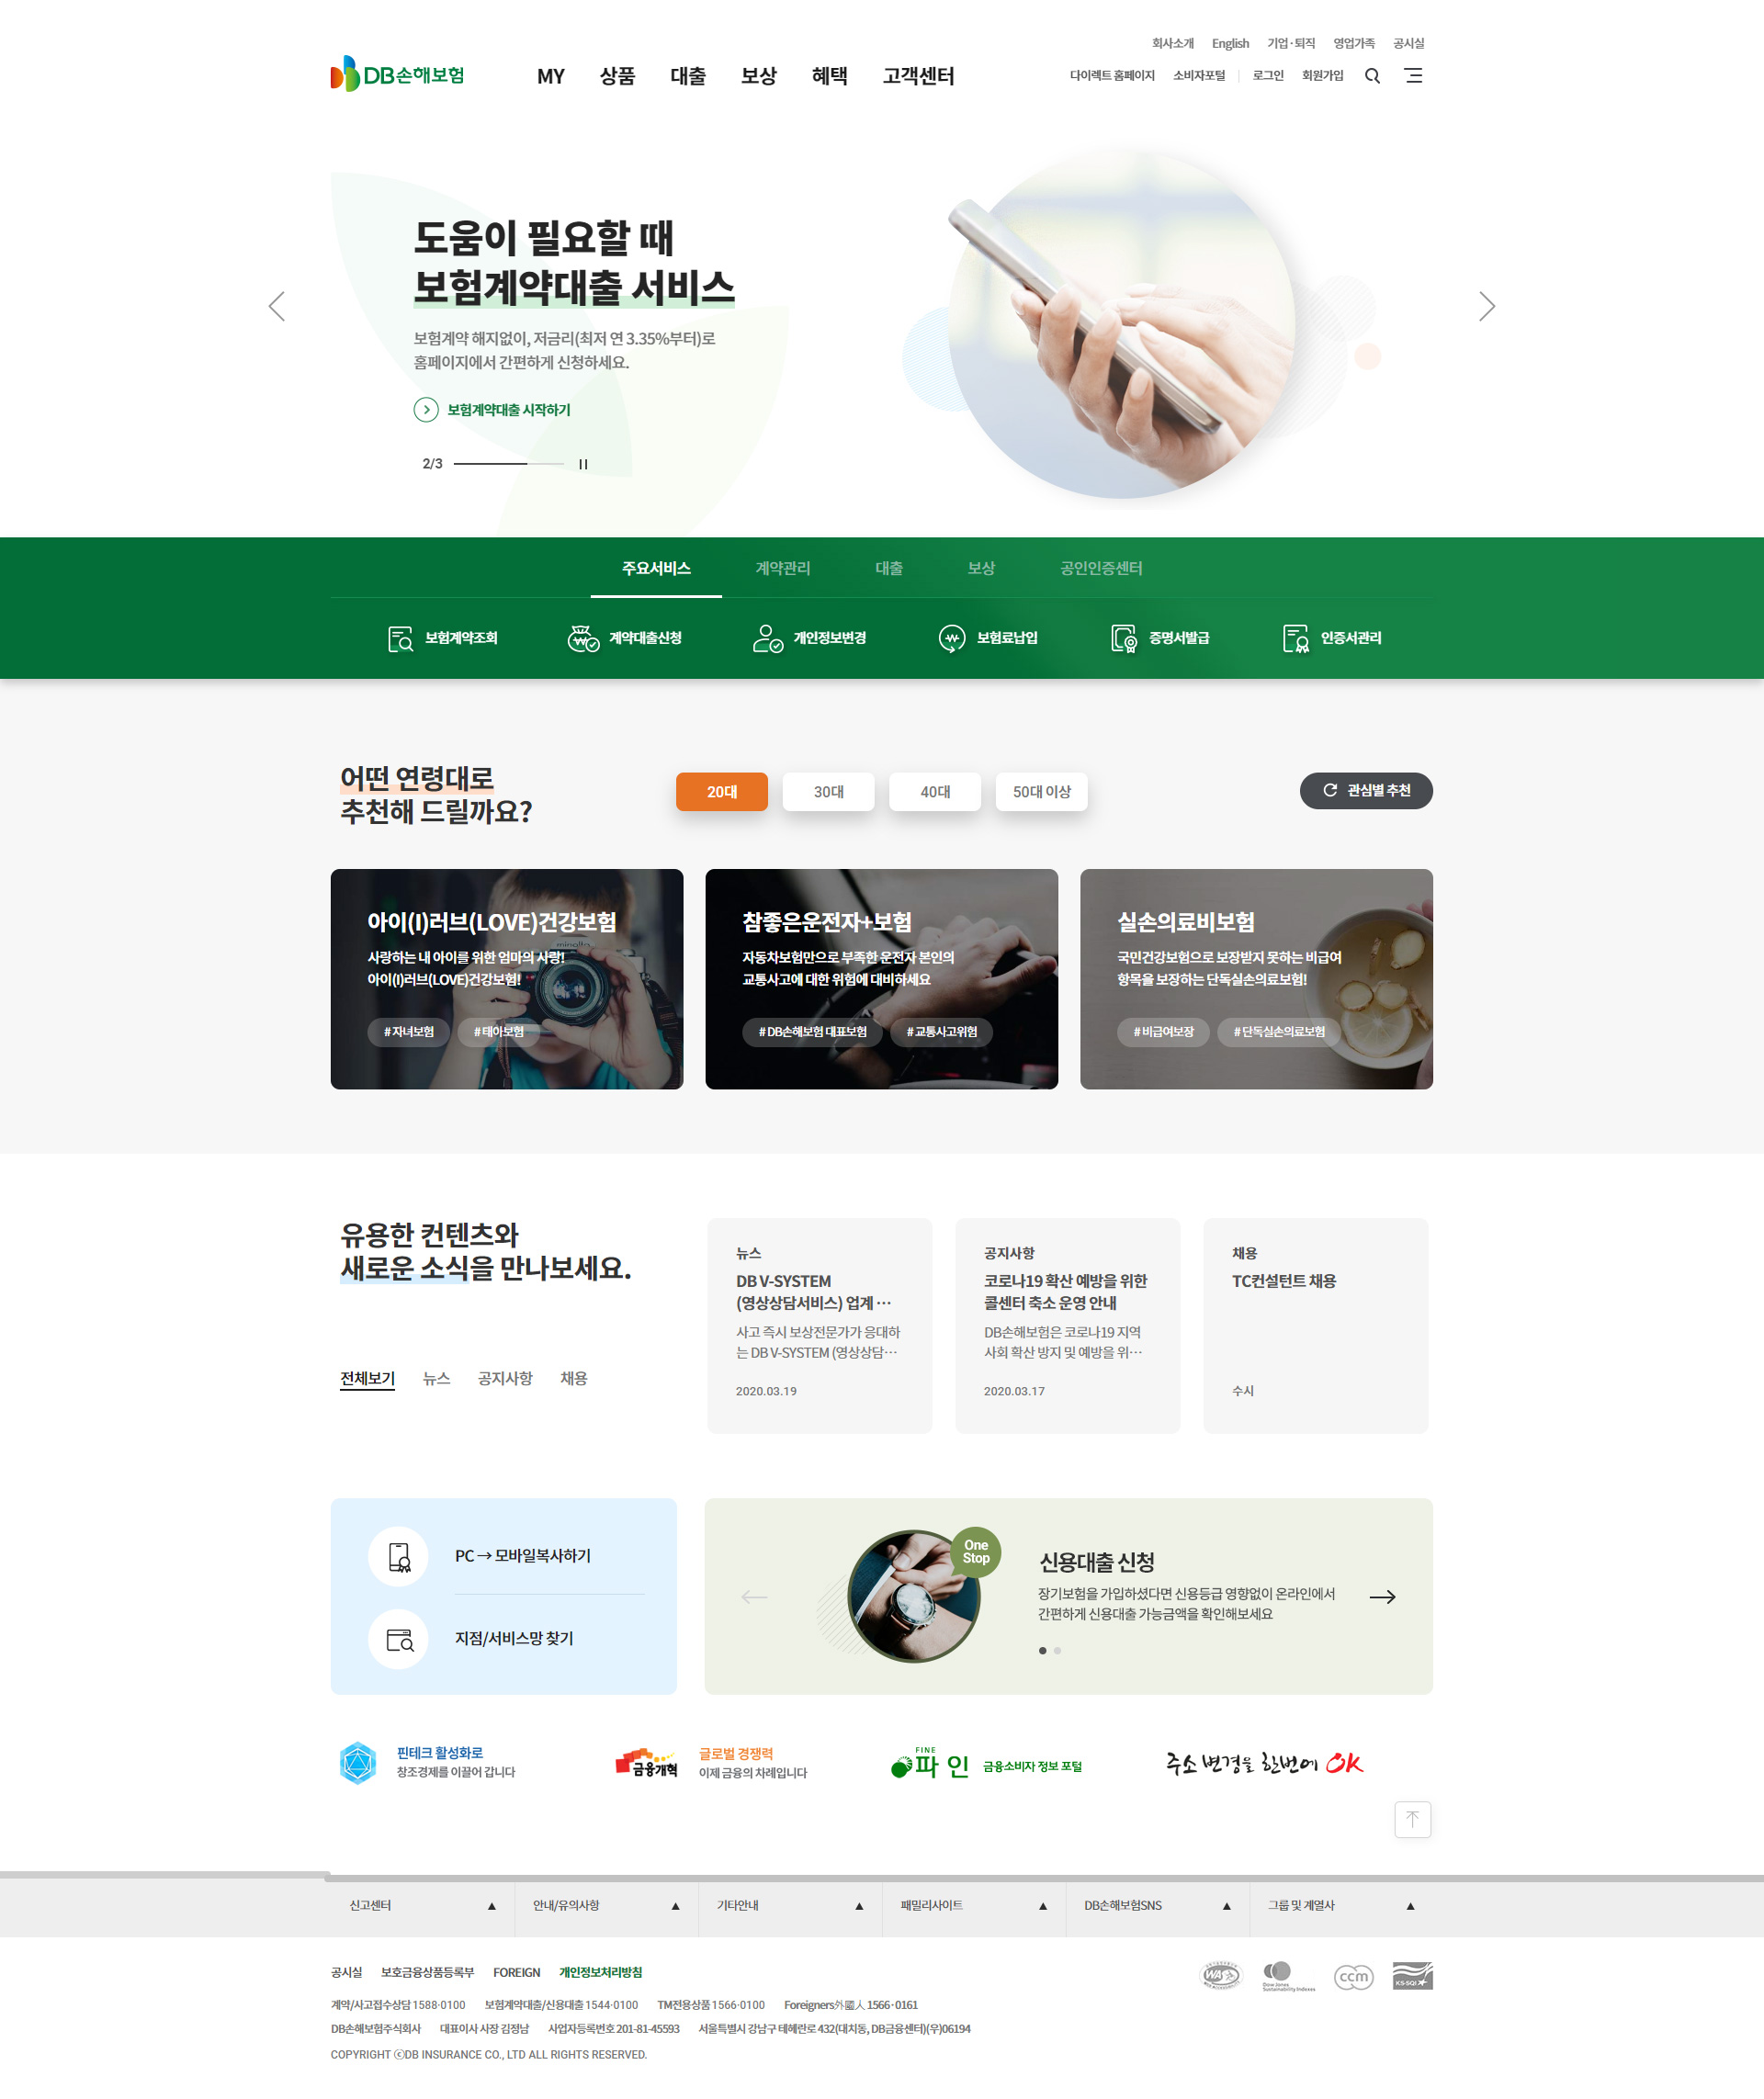 회사소개 English 기업·퇴직 영업가족 공시실
DB손해보험 MY 상품 대출 보상 혜택 고객센터 다이렉트 홈페이지 소비자포털 로그인 회원가입
도움이 필요할 때
보험계약대출 서비스
보험계약 해지없이, 저금리(최저 연 3.35%부터)로
홈페이지에서 간편하게 신청하세요.
보험계약대출 시작하기
2/3
주요서비스 계약관리 대출 보상 공인인증센터
보험계약조회 계약대출신청 개인정보변경 보험료납입 증명서발급 인증서관리
어떤 연령대로
추천해 드릴까요?
20대 30대 40대 50대 이상
관심별 추천
아이(I)러브(LOVE)건강보험
사랑하는 내 아이를 위한 엄마의 사랑!
아이(I)러브(LOVE)건강보험!
# 자녀보험 # 태아보험
minolta
참좋은운전자+보험
자동차보험만으로 부족한 운전자 본인의
교통사고에 대한 위험에 대비하세요
# DB손해보험 대표보험 # 교통사고위험
실손의료비보험
국민건강보험으로 보장받지 못하는 비급여
항목을 보장하는 단독실손의료보험!
# 비급여보장 # 단독실손의료보험
유용한 컨텐츠와
새로운 소식을 만나보세요.
전체보기 뉴스 공지사항 채용
뉴스
DB V-SYSTEM
(영상상담서비스) 업계 …
사고 즉시 보상전문가가 응대하
는 DB V-SYSTEM (영상상담…
2020.03.19
공지사항
코로나19 확산 예방을 위한
콜센터 축소 운영 안내
DB손해보험은 코로나19 지역
사회 확산 방지 및 예방을 위…
2020.03.17
채용
TC컨설턴트 채용
수시
PC → 모바일복사하기
지점/서비스망 찾기
One
Stop
신용대출 신청
장기보험을 가입하셨다면 신용등급 영향없이 온라인에서
간편하게 신용대출 가능금액을 확인해보세요
핀테크 활성화로
창조경제를 이끌어 갑니다
금융개혁
글로벌 경쟁력
이제 금융의 차례입니다
FINE
파인 금융소비자 정보 포털
주소 변경을 한번에 OK
신고센터 ▲ 안내/유의사항 ▲ 기타안내 ▲ 패밀리사이트 ▲ DB손해보험SNS ▲ 그룹 및 계열사 ▲
공시실 보호금융상품등록부 FOREIGN 개인정보처리방침
WA
Dow Jones
Sustainability Indexes
ccm
KS-SQI
계약/사고접수상담 1588·0100 보험계약대출/신용대출 1544·0100 TM전용상품 1566·0100 Foreigners外國人 1566·0161
DB손해보험주식회사 대표이사 사장 김정남 사업자등록번호 201-81-45593 서울특별시 강남구 테헤란로 432(대치동, DB금융센터)(우)06194
COPYRIGHT ⓒDB INSURANCE CO., LTD ALL RIGHTS RESERVED.